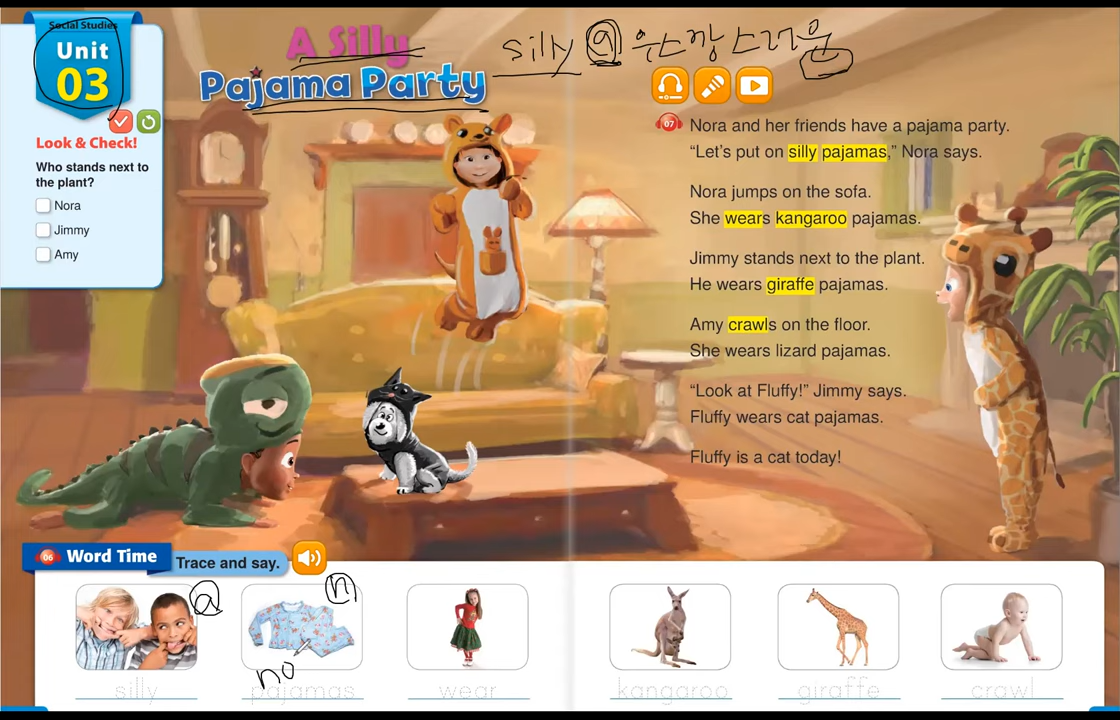 Social Studies
Unit
03
A Silly
Pajama Party
silly ⓐ 우스꽝스러운
Look & Check!
Who stands next to
the plant?
Nora
Jimmy
Amy
07
Nora and her friends have a pajama party.
“Let’s put on silly pajamas,” Nora says.
Nora jumps on the sofa.
She wears kangaroo pajamas.
Jimmy stands next to the plant.
He wears giraffe pajamas.
Amy crawls on the floor.
She wears lizard pajamas.
“Look at Fluffy!” Jimmy says.
Fluffy wears cat pajamas.
Fluffy is a cat today!
06 Word Time Trace and say.
ⓐ ⓝ
no
silly pajamas wear kangaroo giraffe crawl